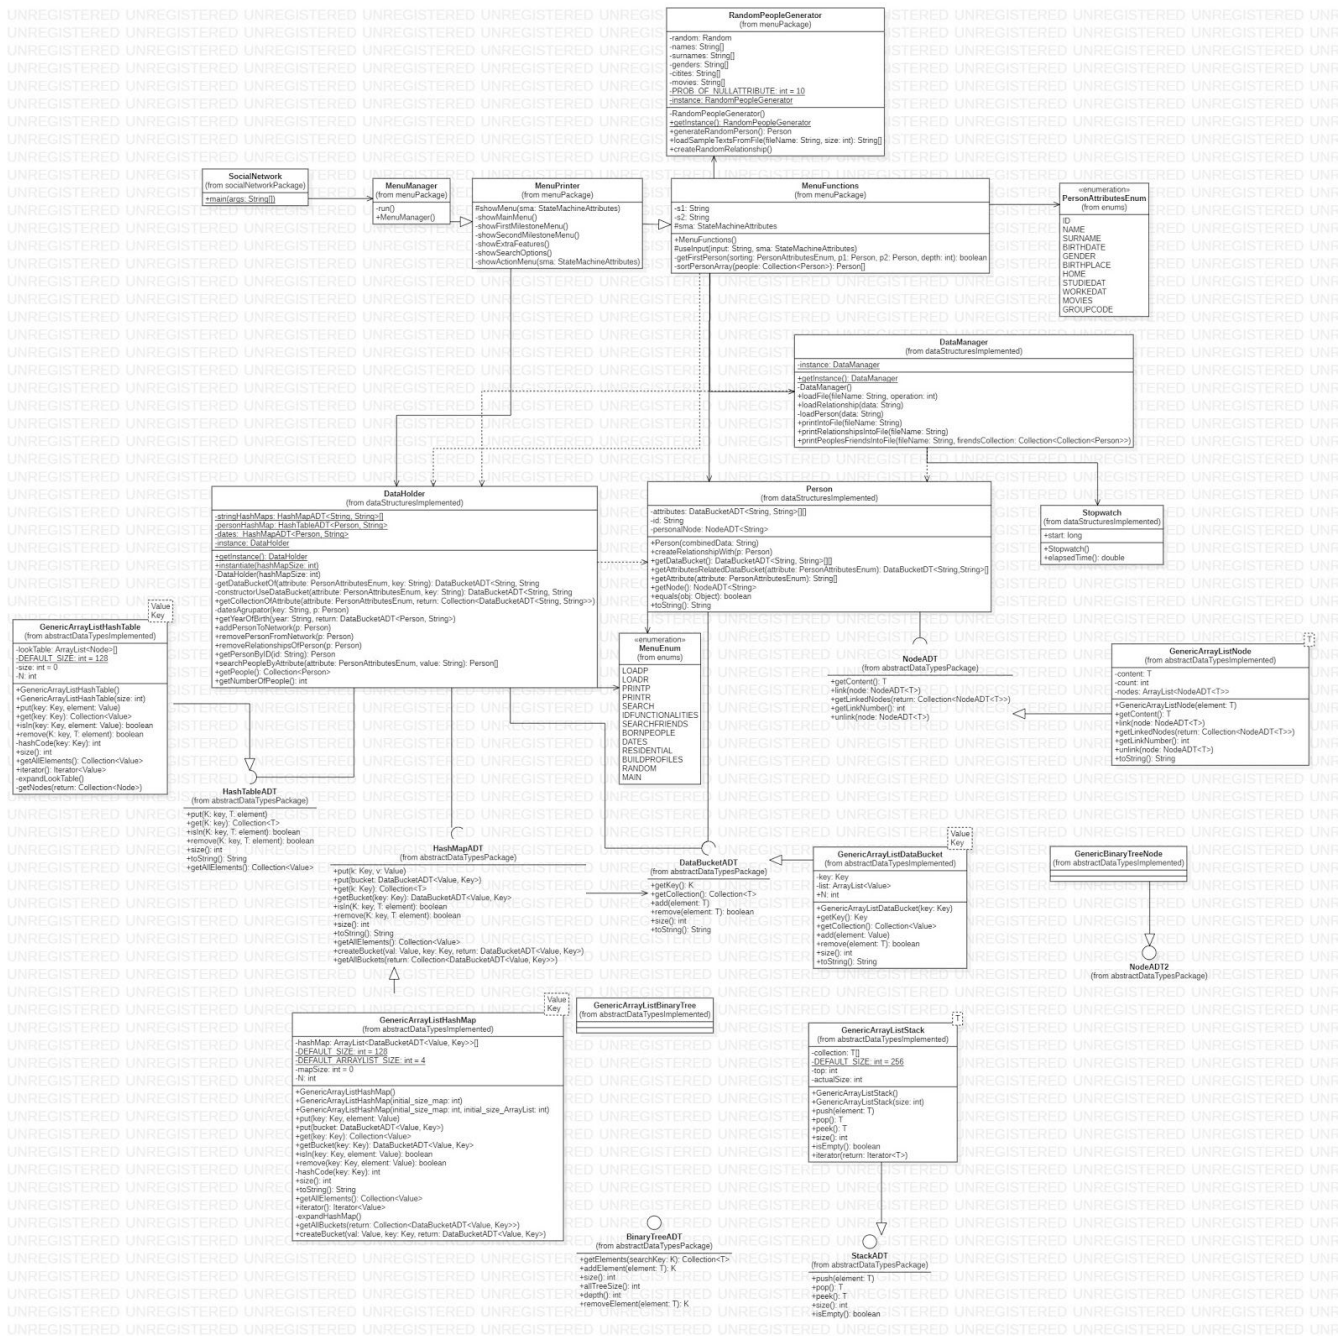 RandomPeopleGenerator
(from menuPackage)
-random: Random
-names: String[]
-surnames: String[]
-genders: String[]
-citites: String[]
-movies: String[]
-PROB_OF_NULLATTRIBUTE: int = 10
-instance: RandomPeopleGenerator
-RandomPeopleGenerator()
+getInstance(): RandomPeopleGenerator
+generateRandomPerson(): Person
+loadSampleTextsFromFile(fileName: String, size: int): String[]
+createRandomRelationship()
SocialNetwork
(from socialNetworkPackage)
+main(args: String[])
MenuManager
(from menuPackage)
-run()
+MenuManager()
MenuPrinter
(from menuPackage)
#showMenu(sma: StateMachineAttributes)
-showMainMenu()
-showFirstMilestoneMenu()
-showSecondMilestoneMenu()
-showExtraFeatures()
-showSearchOptions()
-showActionMenu(sma: StateMachineAttributes)
MenuFunctions
(from menuPackage)
-s1: String
-s2: String
#sma: StateMachineAttributes
+MenuFunctions()
#useInput(input: String, sma: StateMachineAttributes)
-getFirstPerson(sorting: PersonAttributesEnum, p1: Person, p2: Person, depth: int): boolean
-sortPersonArray(people: Collection<Person>): Person[]
«enumeration»
PersonAttributesEnum
(from enums)
ID
NAME
SURNAME
BIRTHDATE
GENDER
BIRTHPLACE
HOME
STUDIEDAT
WORKEDAT
MOVIES
GROUPCODE
DataManager
(from dataStructuresImplemented)
-instance: DataManager
+getInstance(): DataManager
-DataManager()
+loadFile(fileName: String, operation: int)
+loadRelationship(data: String)
-loadPerson(data: String)
+printIntoFile(fileName: String)
+printRelationshipsIntoFile(fileName: String)
+printPeoplesFriendsIntoFile(fileName: String, firendsCollection: Collection<Collection<Person>>)
DataHolder
(from dataStructuresImplemented)
-stringHashMaps: HashMapADT<String, String>[]
-personHashMap: HashTableADT<Person, String>
-dates: HashMapADT<Person, String>
-instance: DataHolder
+getInstance(): DataHolder
+instantiate(hashMapSize: int)
-DataHolder(hashMapSize: int)
-getDataBucketOf(attribute: PersonAttributesEnum, key: String): DataBucketADT<String, String
-constructorUseDataBucket(attribute: PersonAttributesEnum, key: String): DataBucketADT<String, String
+getCollectionOfAttribute(attribute: PersonAttributesEnum, return: Collection<DataBucketADT<String, String>>)
-datesAgrupator(key: String, p: Person)
+getYearOfBirth(year: String, return: DataBucketADT<Person, String>)
+addPersonToNetwork(p: Person)
+removePersonFromNetwork(p: Person)
+removeRelationshipsOfPerson(p: Person)
+getPersonByID(id: String): Person
+searchPeopleByAttribute(attribute: PersonAttributesEnum, value: String): Person[]
+getPeople(): Collection<Person>
+getNumberOfPeople(): int
Person
(from dataStructuresImplemented)
-attributes: DataBucketADT<String, String>[][]
-id: String
-personalNode: NodeADT<String>
+Person(combinedData: String)
+createRelationshipWith(p: Person)
+getDataBucket(): DataBucketADT<String, String>[][]
+getAttributesRelatedDataBucket(attribute: PersonAttributesEnum): DataBucketDT<String,String>[]
+getAttribute(attribute: PersonAttributesEnum): String[]
+getNode(): NodeADT<String>
+equals(obj: Object): boolean
+toString(): String
Stopwatch
(from dataStructuresImplemented)
+start: long
+Stopwatch()
+elapsedTime(): double
Value
Key
GenericArrayListHashTable
(from abstractDataTypesImplemented)
-lookTable: ArrayList<Node>[]
-DEFAULT_SIZE: int = 128
-size: int = 0
-N: int
+GenericArrayListHashTable()
+GenericArrayListHashTable(size: int)
+put(key: Key, element: Value)
+get(key: Key): Collection<Value>
+isIn(key: Key, element: Value): boolean
+remove(K: key, T: element): boolean
-hashCode(key: Key): int
+size(): int
+getAllElements(): Collection<Value>
+iterator(): Iterator<Value>
-expandLookTable()
-getNodes(return: Collection<Node>)
«enumeration»
MenuEnum
(from enums)
LOADP
LOADR
PRINTP
PRINTR
SEARCH
IDFUNCTIONALITIES
SEARCHFRIENDS
BORNPEOPLE
DATES
RESIDENTIAL
BUILDPROFILES
RANDOM
MAIN
NodeADT
(from abstractDataTypesPackage)
+getContent(): T
+link(node: NodeADT<T>)
+getLinkedNodes(return: Collection<NodeADT<T>>)
+getLinkNumber(): int
+unlink(node: NodeADT<T>)
T
GenericArrayListNode
(from abstractDataTypesImplemented)
-content: T
-count: int
-nodes: ArrayList<NodeADT<T>>
+GenericArrayListNode(element: T)
+getContent(): T
+link(node: NodeADT<T>)
+getLinkedNodes(return: Collection<NodeADT<T>>)
+getLinkNumber(): int
+unlink(node: NodeADT<T>)
+toString(): String
HashTableADT
(from abstractDataTypesPackage)
+put(K: key, T: element)
+get(K: key): Collection<T>
+isIn(K: key, T: element): boolean
+remove(K: key, T: element): boolean
+size(): int
+toString(): String
+getAllElements(): Collection<Value>
HashMapADT
(from abstractDataTypesPackage)
+put(k: Key, v: Value)
+put(bucket: DataBucketADT<Value, Key>)
+get(k: Key): Collection<T>
+getBucket(key: Key): DataBucketADT<Value, Key>
+isIn(K: key, T: element): boolean
+remove(K: key, T: element): boolean
+size(): int
+toString(): String
+getAllElements(): Collection<Value>
+createBucket(val: Value, key: Key, return: DataBucketADT<Value, Key>)
+getAllBuckets(return: Collection<DataBucketADT<Value, Key>>)
DataBucketADT
(from abstractDataTypesPackage)
+getKey(): K
+getCollection(): Collection<T>
+add(element: T)
+remove(element: T): boolean
+size(): int
+toString(): String
Value
Key
GenericArrayListDataBucket
(from abstractDataTypesImplemented)
-key: Key
-list: ArrayList<Value>
+N: int
+GenericArrayListDataBucket(key: Key)
+getKey(): Key
+getCollection(): Collection<Value>
+add(element: Value)
+remove(element: T): boolean
+size(): int
+toString(): String
GenericBinaryTreeNode
(from abstractDataTypesImplemented)
NodeADT2
(from abstractDataTypesPackage)
Value
Key
GenericArrayListHashMap
(from abstractDataTypesImplemented)
-hashMap: ArrayList<DataBucketADT<Value, Key>>[]
-DEFAULT_SIZE: int = 128
-DEFAULT_ARRAYLIST_SIZE: int = 4
-mapSize: int = 0
-N: int
+GenericArrayListHashMap()
+GenericArrayListHashMap(initial_size_map: int)
+GenericArrayListHashMap(initial_size_map: int, initial_size_ArrayList: int)
+put(key: Key, element: Value)
+put(bucket: DataBucketADT<Value, Key>)
+get(key: Key): Collection<Value>
+getBucket(key: Key): DataBucketADT<Value, Key>
+isIn(key: Key, element: Value): boolean
+remove(key: Key, element: Value): boolean
-hashCode(key: Key): int
+size(): int
+toString(): String
+getAllElements(): Collection<Value>
+iterator(): Iterator<Value>
-expandHashMap()
+getAllBuckets(return: Collection<DataBucketADT<Value, Key>>)
+createBucket(val: Value, key: Key, return: DataBucketADT<Value, Key>)
GenericArrayListBinaryTree
(from abstractDataTypesImplemented)
T
GenericArrayListStack
(from abstractDataTypesImplemented)
-collection: T[]
-DEFAULT_SIZE: int = 256
-top: int
-actualSize: int
+GenericArrayListStack()
+GenericArrayListStack(size: int)
+push(element: T)
+pop(): T
+peek(): T
+size(): int
+isEmpty(): boolean
+iterator(return: Iterator<T>)
BinaryTreeADT
(from abstractDataTypesPackage)
+getElements(searchKey: K): Collection<T>
+addElement(element: T): K
+size(): int
+allTreeSize(): int
+depth(): int
+removeElement(element: T): K
StackADT
(from abstractDataTypesPackage)
+push(element: T)
+pop(): T
+peek(): T
+size(): int
+isEmpty(): boolean